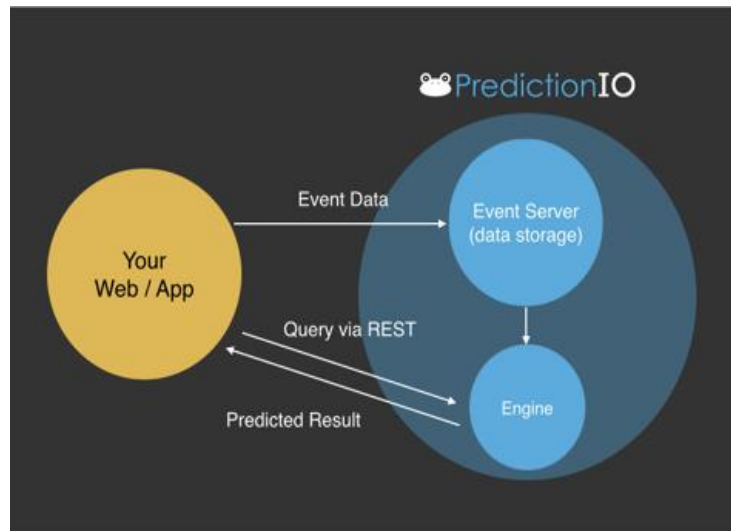 PredictionIO
Event Data
Event Server
(data storage)
Your
Web / App
Query via REST
Engine
Predicted Result